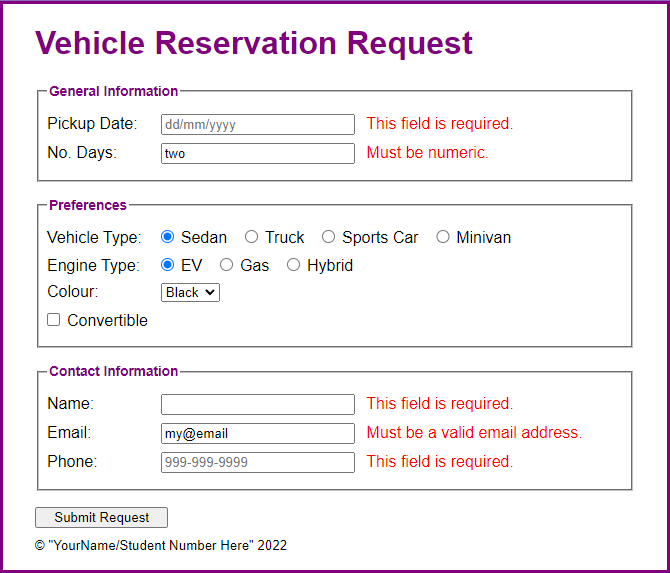 Vehicle Reservation Request
General Information
Pickup Date: dd/mm/yyyy This field is required.
No. Days: two Must be numeric.
Preferences
Vehicle Type: Sedan Truck Sports Car Minivan
Engine Type: EV Gas Hybrid
Colour: Black
Convertible
Contact Information
Name: This field is required.
Email: my@email Must be a valid email address.
Phone: 999-999-9999 This field is required.
Submit Request
© "YourName/Student Number Here" 2022